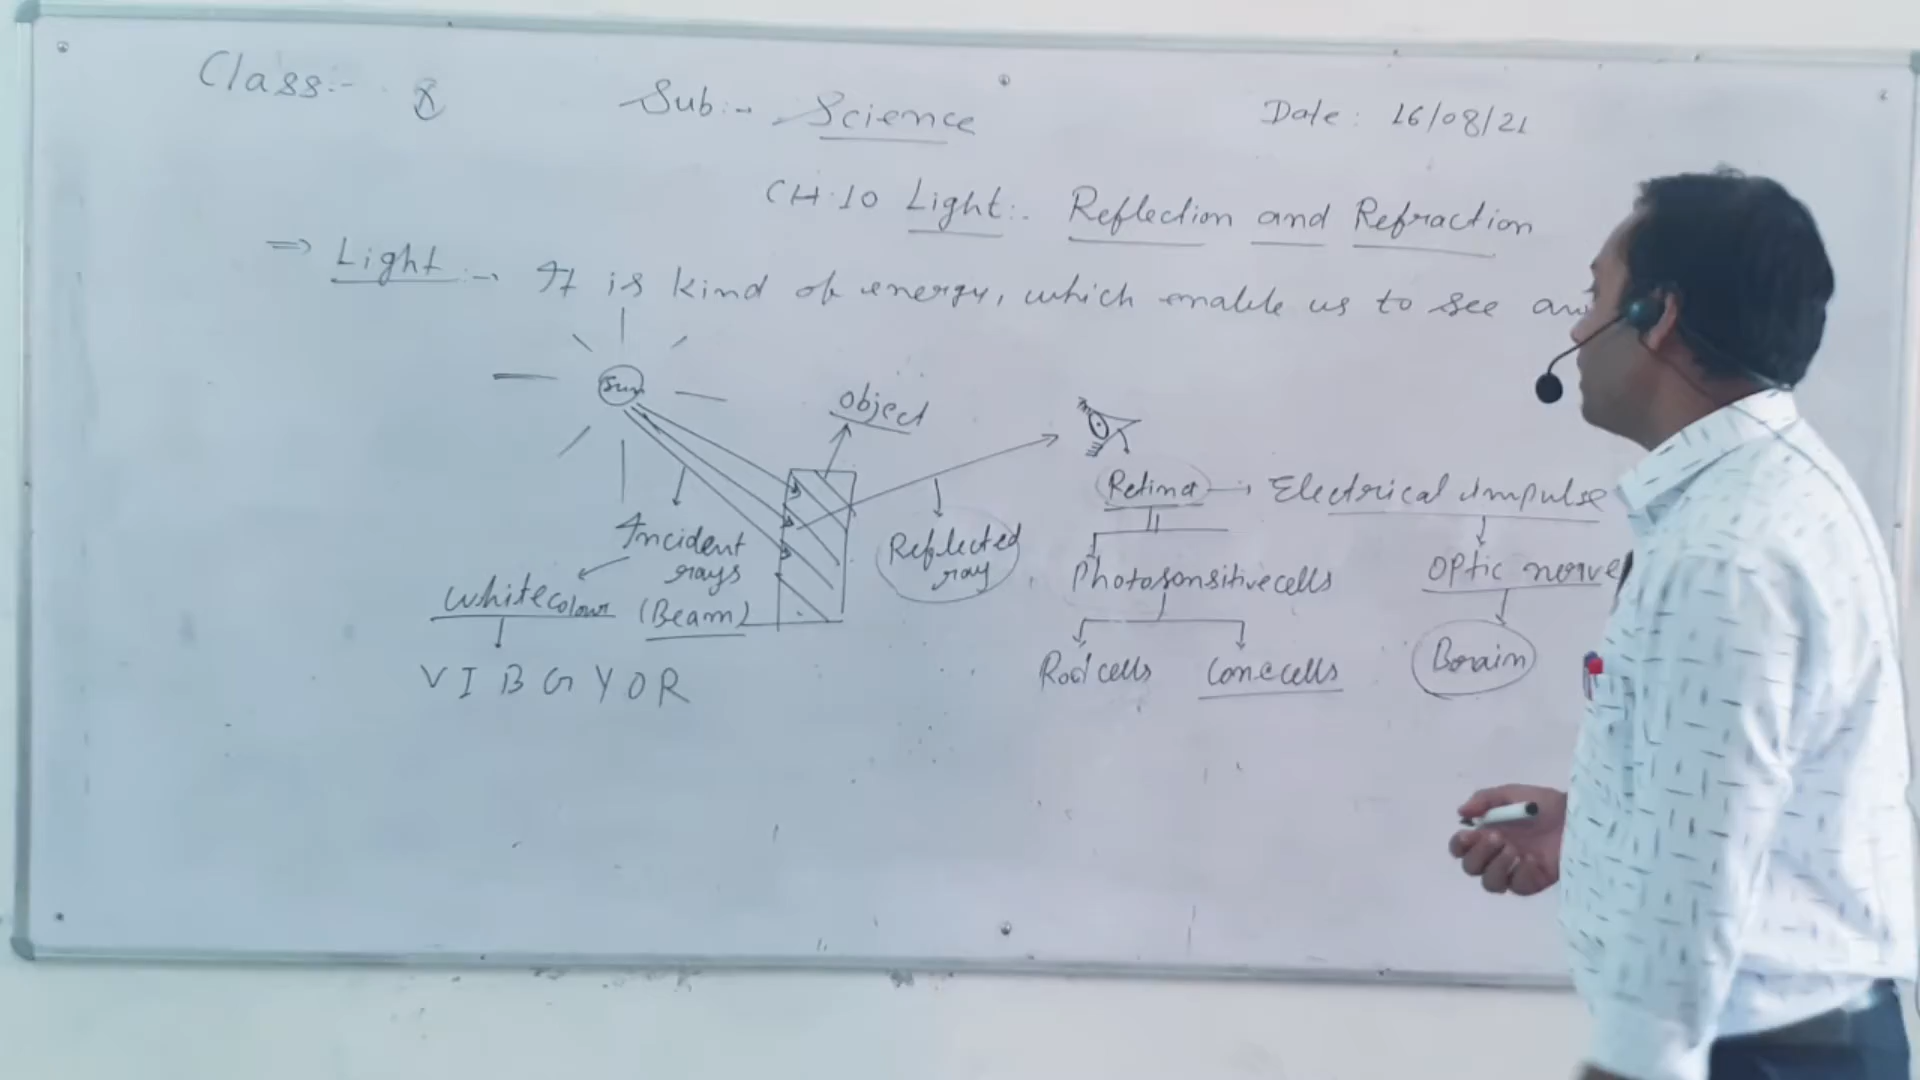 Class:- X
Sub:- Science
Date: 16/08/21
CH.10 Light:- Reflection and Refraction
⇒ Light:- It is kind of energy, which enable us to see
Sun
object
Incident
rays
(Beam)
Reflected
ray
white colour
V I B G Y O R
Retina → Electrical impulse
Photosensitive cells
Rod cells
Cone cells
Optic nerve
Brain